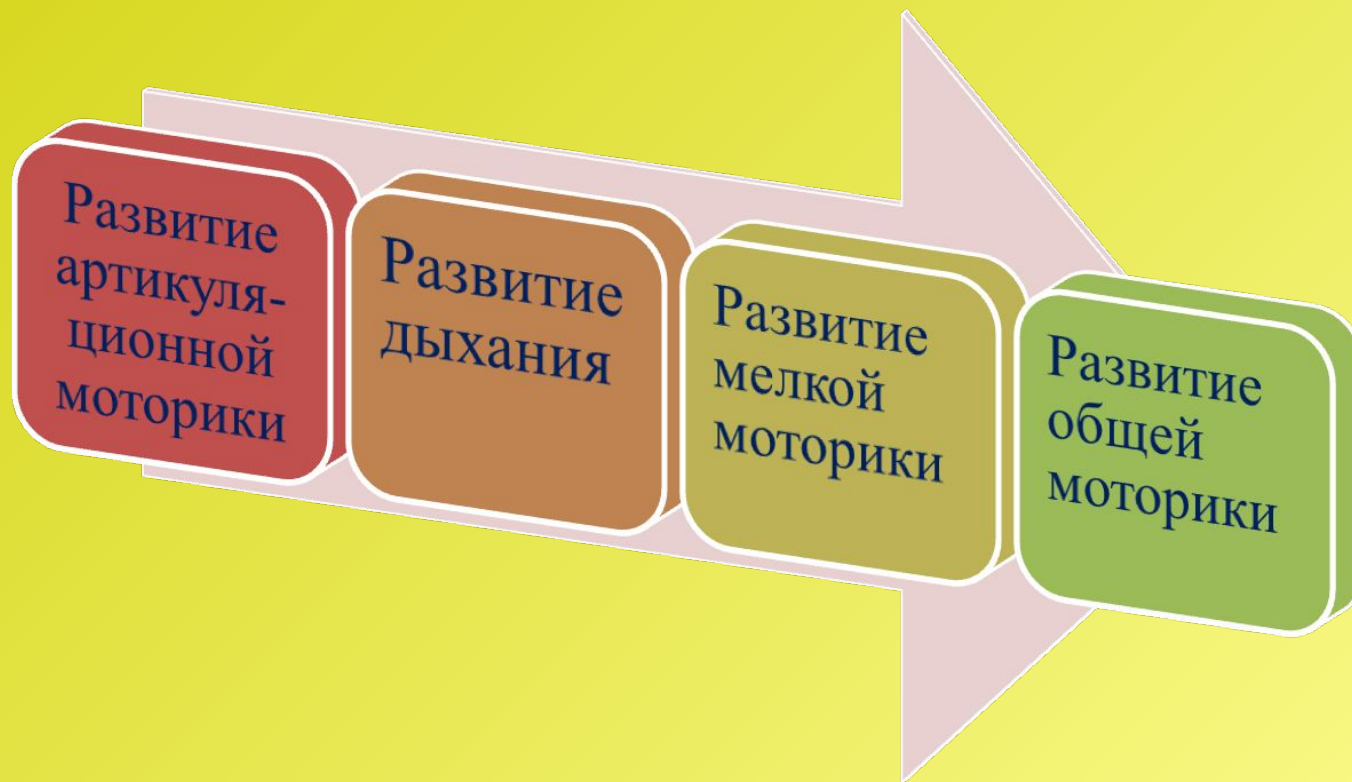 Развитие
артикуля-
ционной
моторики
Развитие
дыхания
Развитие
мелкой
моторики
Развитие
общей
моторики